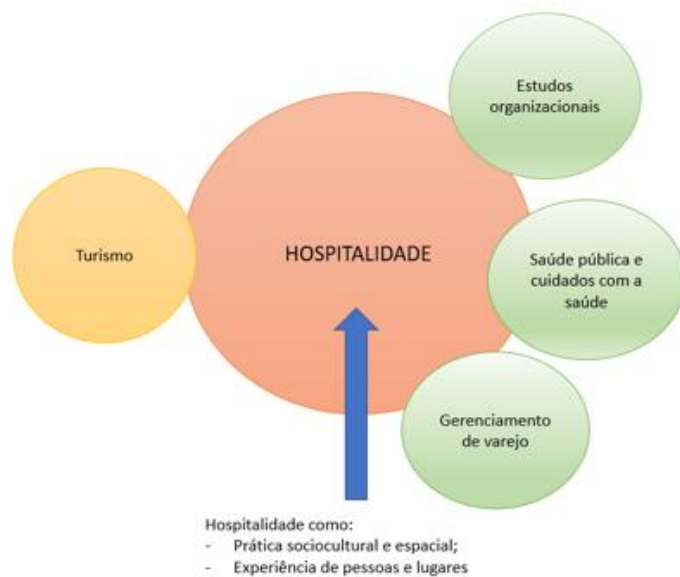 Estudos
organizacionais
Turismo
HOSPITALIDADE
Saúde pública e
cuidados com a
saúde
Gerenciamento
de varejo
Hospitalidade como:
- Prática sociocultural e espacial;
- Experiência de pessoas e lugares